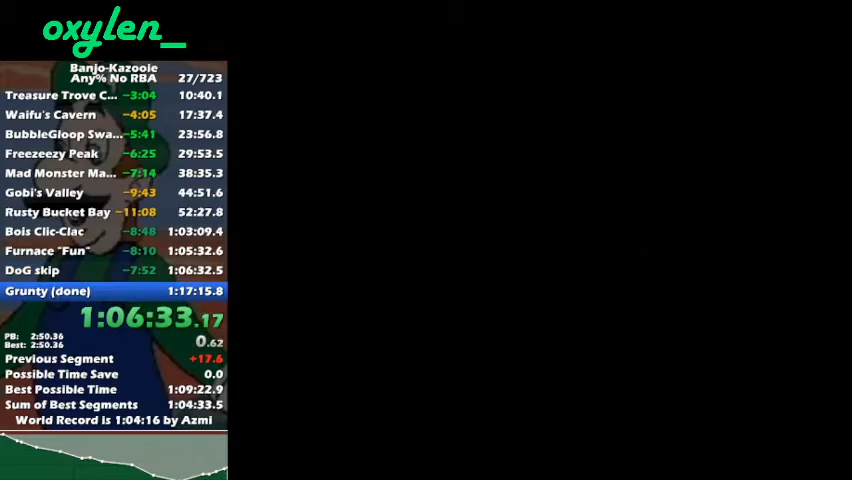 oxylen_
Banjo-Kazooie
Any% No RBA 27/723
Treasure Trove C... −3:04 10:40.1
Waifu's Cavern −4:05 17:37.4
BubbleGloop Swa... −5:41 23:56.8
Freezeezy Peak −6:25 29:53.5
Mad Monster Ma... −7:14 38:35.3
Gobi's Valley −9:43 44:51.6
Rusty Bucket Bay −11:08 52:27.8
Bois Clic-Clac −8:48 1:03:09.4
Furnace "Fun" −8:10 1:05:32.6
DoG skip −7:52 1:06:32.5
Grunty (done) 1:17:15.8
1:06:33.17
PB: 2:50.36 0.62
Best: 2:50.36
Previous Segment +17.6
Possible Time Save 0.0
Best Possible Time 1:09:22.9
Sum of Best Segments 1:04:33.5
World Record is 1:04:16 by Azmi